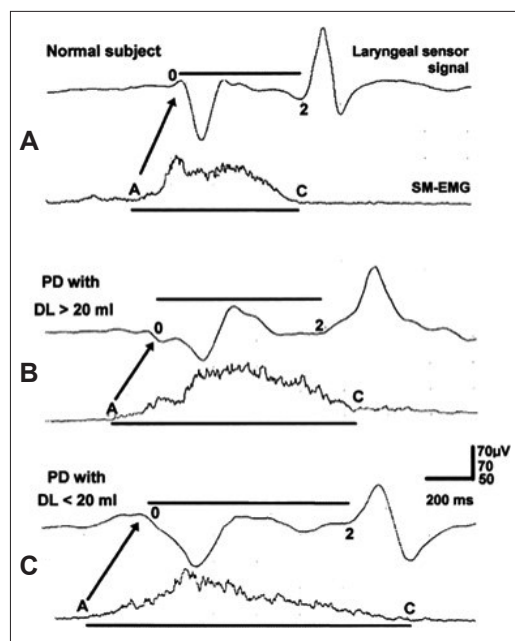 Normal subject
Laryngeal sensor
signal
0
2
A
A
C
SM-EMG
PD with
DL > 20 ml
0
2
B
A
C
70µV
70
50
200 ms
PD with
DL < 20 ml
0
2
C
A
C